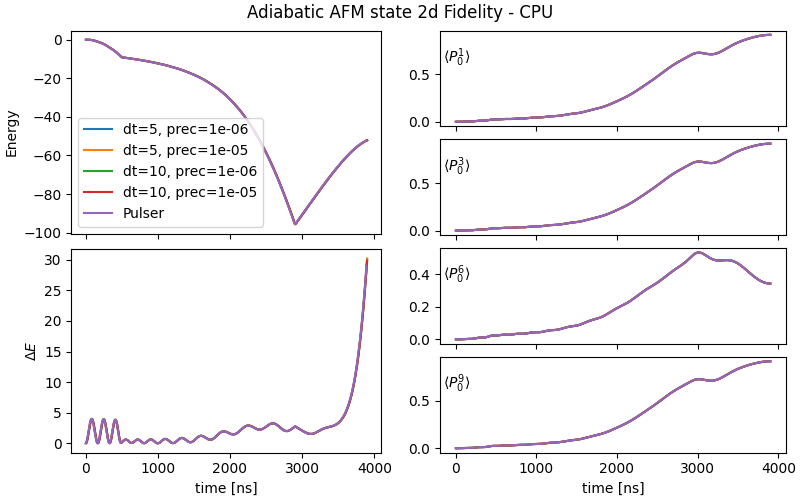 Adiabatic AFM state 2d Fidelity - CPU
Energy
0
−20
−40
−60
−80
−100
dt=5, prec=1e-06
dt=5, prec=1e-05
dt=10, prec=1e-06
dt=10, prec=1e-05
Pulser
ΔE
30
25
20
15
10
5
0
0 1000 2000 3000 4000
time [ns]
⟨P₀¹⟩
0.5
0.0
⟨P₀³⟩
0.5
0.0
⟨P₀⁶⟩
0.4
0.2
0.0
⟨P₀⁹⟩
0.5
0.0
0 1000 2000 3000 4000
time [ns]